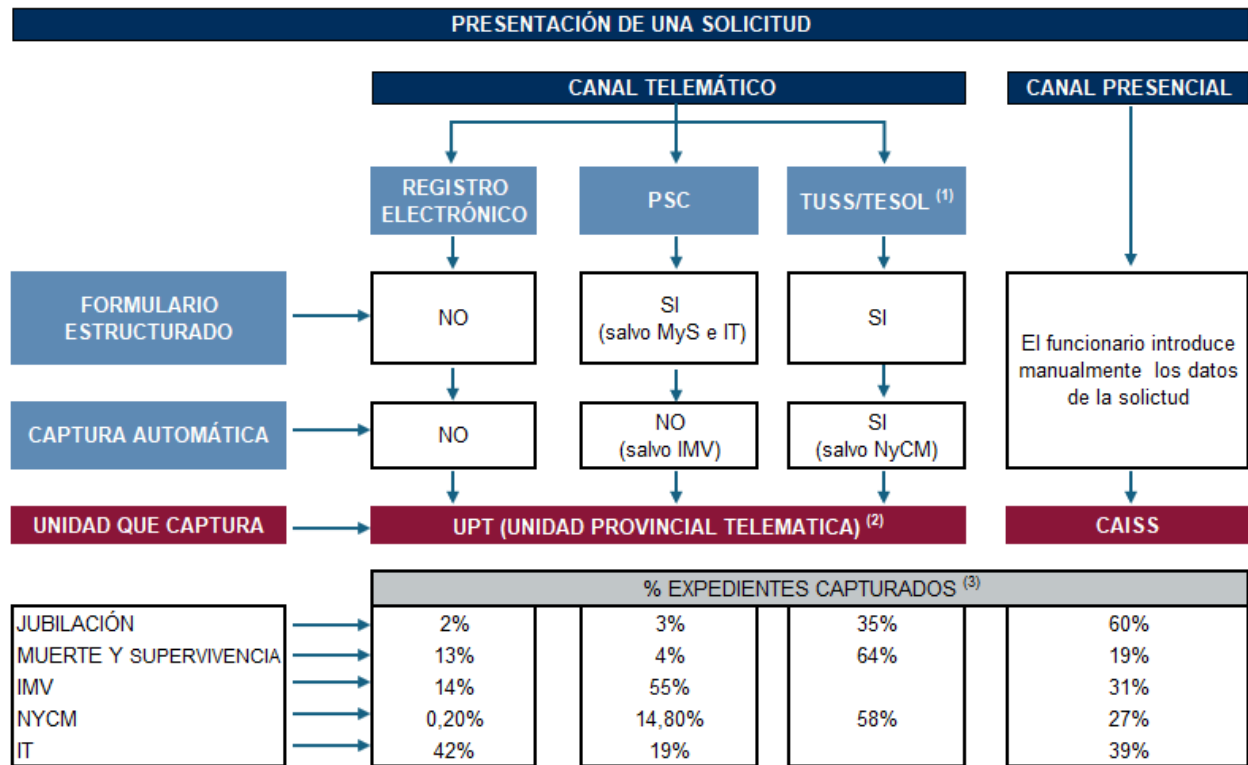 PRESENTACIÓN DE UNA SOLICITUD
CANAL TELEMÁTICO
CANAL PRESENCIAL
REGISTRO
ELECTRÓNICO
PSC
TUSS/TESOL (1)
FORMULARIO
ESTRUCTURADO
NO
SI
(salvo MyS e IT)
SI
El funcionario introduce
manualmente los datos
de la solictud
CAPTURA AUTOMÁTICA
NO
NO
(salvo IMV)
SI
(salvo NyCM)
UNIDAD QUE CAPTURA
UPT (UNIDAD PROVINCIAL TELEMATICA) (2)
CAISS
% EXPEDIENTES CAPTURADOS (3)
JUBILACIÓN 2% 3% 35% 60%
MUERTE Y SUPERVIVENCIA 13% 4% 64% 19%
IMV 14% 55% 31%
NYCM 0,20% 14,80% 58% 27%
IT 42% 19% 39%